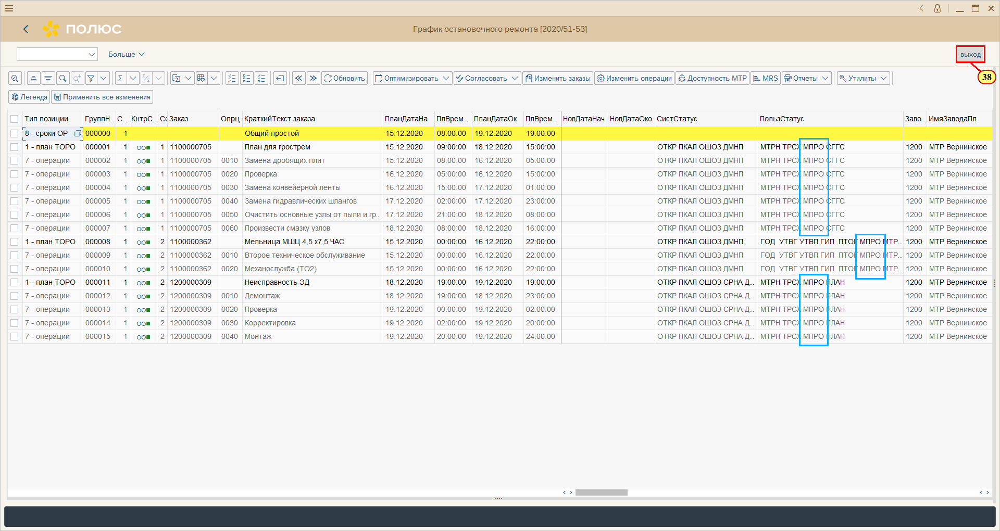 ПОЛЮС
График остановочного ремонта [2020/51-53]
Больше
выход
38
Обновить Оптимизировать Согласовать Изменить заказы Изменить операции Доступность МТР MRS Отчеты Утилиты
Легенда Применить все изменения
Тип позиции ГруппН... С... КнтрС... Сс Заказ Опрц КраткийТекст заказа ПланДатаНа ПлВрем... ПланДатаОк ПлВрем... НовДатаНач НовДатаОко СистСтатус ПользСтатус Заво... ИмяЗаводаПл
8 - сроки ОР 000000 1 Общий простой 15.12.2020 08:00:00 19.12.2020 19:00:00
1 - план ТОРО 000001 1 1 1100000705 План для грострем 15.12.2020 09:00:00 18.12.2020 15:00:00 ОТКР ПКАЛ ОШОЗ ДМНП МТРН ТРСХ МПРО СГГС 1200 МТР Вернинское
7 - операции 000002 1 1 1100000705 0010 Замена дробящих плит 15.12.2020 08:00:00 16.12.2020 05:00:00 ОТКР ПКАЛ ОШОЗ ДМНП МТРН ТРСХ МПРО СГГС 1200 МТР Вернинское
7 - операции 000003 1 1 1100000705 0020 Проверка 16.12.2020 05:00:00 16.12.2020 15:00:00 ОТКР ПКАЛ ОШОЗ ДМНП МТРН ТРСХ МПРО СГГС 1200 МТР Вернинское
7 - операции 000004 1 1 1100000705 0030 Замена конвейерной ленты 16.12.2020 15:00:00 17.12.2020 01:00:00 ОТКР ПКАЛ ОШОЗ ДМНП МТРН ТРСХ МПРО СГГС 1200 МТР Вернинское
7 - операции 000005 1 1 1100000705 0040 Замена гидравлических шлангов 17.12.2020 02:00:00 17.12.2020 23:00:00 ОТКР ПКАЛ ОШОЗ ДМНП МТРН ТРСХ МПРО СГГС 1200 МТР Вернинское
7 - операции 000006 1 1 1100000705 0050 Очистить основные узлы от пыли и гр... 17.12.2020 21:00:00 18.12.2020 08:00:00 ОТКР ПКАЛ ОШОЗ ДМНП МТРН ТРСХ МПРО СГГС 1200 МТР Вернинское
7 - операции 000007 1 1 1100000705 0060 Произвести смазку узлов 18.12.2020 08:00:00 18.12.2020 16:00:00 ОТКР ПКАЛ ОШОЗ ДМНП МТРН ТРСХ МПРО СГГС 1200 МТР Вернинское
1 - план ТОРО 000008 1 2 1100000362 Мельница МШЦ 4,5 х7,5 ЧАС 15.12.2020 00:00:00 16.12.2020 22:00:00 ОТКР ПКАЛ ОШОЗ ДМНП ГОД УТВГ УТВП ГИП ПТОГ МПРО МТР... 1200 МТР Вернинское
7 - операции 000009 1 2 1100000362 0010 Второе техническое обслуживание 15.12.2020 00:00:00 16.12.2020 22:00:00 ОТКР ПКАЛ ОШОЗ ДМНП ГОД УТВГ УТВП ГИП ПТОГ МПРО МТР... 1200 МТР Вернинское
7 - операции 000010 1 2 1100000362 0020 Механослужба (ТО2) 15.12.2020 00:00:00 16.12.2020 22:00:00 ОТКР ПКАЛ ОШОЗ ДМНП ГОД УТВГ УТВП ГИП ПТОГ МПРО МТР... 1200 МТР Вернинское
1 - план ТОРО 000011 1 2 1200000309 Неисправность ЭД 18.12.2020 19:00:00 19.12.2020 19:00:00 ОТКР ПКАЛ ОШОЗ СРНА Д... МТРН ТРСХ МПРО ПЛАН 1200 МТР Вернинское
7 - операции 000012 1 2 1200000309 0010 Демонтаж 18.12.2020 19:00:00 18.12.2020 23:00:00 ОТКР ПКАЛ ОШОЗ СРНА Д... МТРН ТРСХ МПРО ПЛАН 1200 МТР Вернинское
7 - операции 000013 1 2 1200000309 0020 Проверка 19.12.2020 00:00:00 19.12.2020 02:00:00 ОТКР ПКАЛ ОШОЗ СРНА Д... МТРН ТРСХ МПРО ПЛАН 1200 МТР Вернинское
7 - операции 000014 1 2 1200000309 0030 Корректировка 19.12.2020 02:00:00 19.12.2020 20:00:00 ОТКР ПКАЛ ОШОЗ СРНА Д... МТРН ТРСХ МПРО ПЛАН 1200 МТР Вернинское
7 - операции 000015 1 2 1200000309 0040 Монтаж 19.12.2020 20:00:00 19.12.2020 24:00:00 ОТКР ПКАЛ ОШОЗ СРНА Д... МТРН ТРСХ МПРО ПЛАН 1200 МТР Вернинское